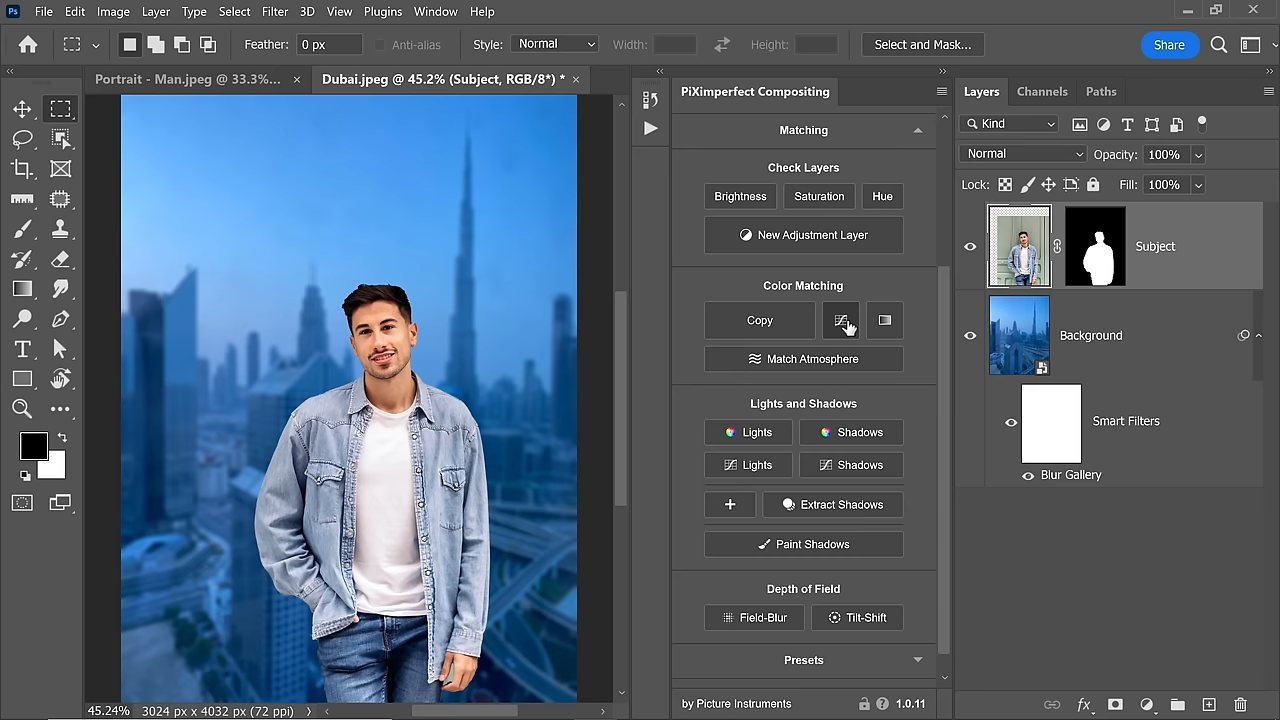 Ps File Edit Image Layer Type Select Filter 3D View Plugins Window Help
Feather: 0 px Anti-alias Style: Normal Width: Height: Select and Mask... Share
Portrait - Man.jpeg @ 33.3%... × Dubai.jpeg @ 45.2% (Subject, RGB/8*) * ×
PiXimperfect Compositing
Matching
Check Layers
Brightness Saturation Hue
New Adjustment Layer
Color Matching
Copy
Match Atmosphere
Lights and Shadows
Lights Shadows
Lights Shadows
Extract Shadows
Paint Shadows
Depth of Field
Field-Blur Tilt-Shift
Presets
by Picture Instruments 1.0.11
Layers Channels Paths
Kind
Normal Opacity: 100%
Lock: Fill: 100%
Subject
Background
Smart Filters
Blur Gallery
fx
45.24% 3024 px x 4032 px (72 ppi)